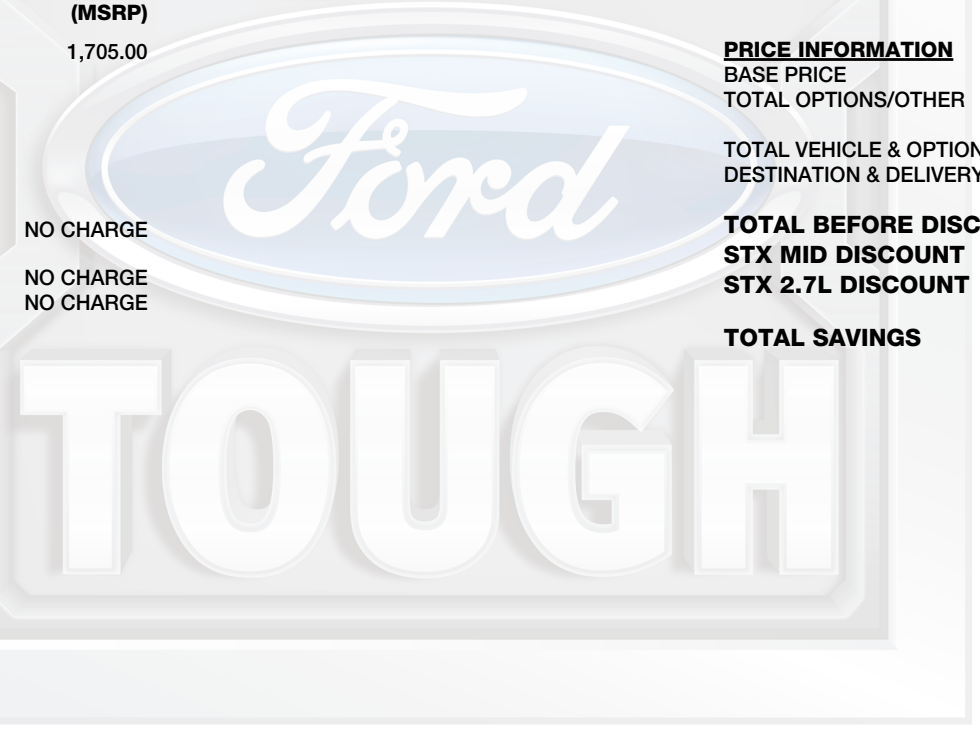 (MSRP)
1,705.00
NO CHARGE
NO CHARGE
NO CHARGE
PRICE INFORMATION
BASE PRICE
TOTAL OPTIONS/OTHER
TOTAL VEHICLE & OPTION
DESTINATION & DELIVERY
TOTAL BEFORE DISC
STX MID DISCOUNT
STX 2.7L DISCOUNT
TOTAL SAVINGS
Ford
TOUGH